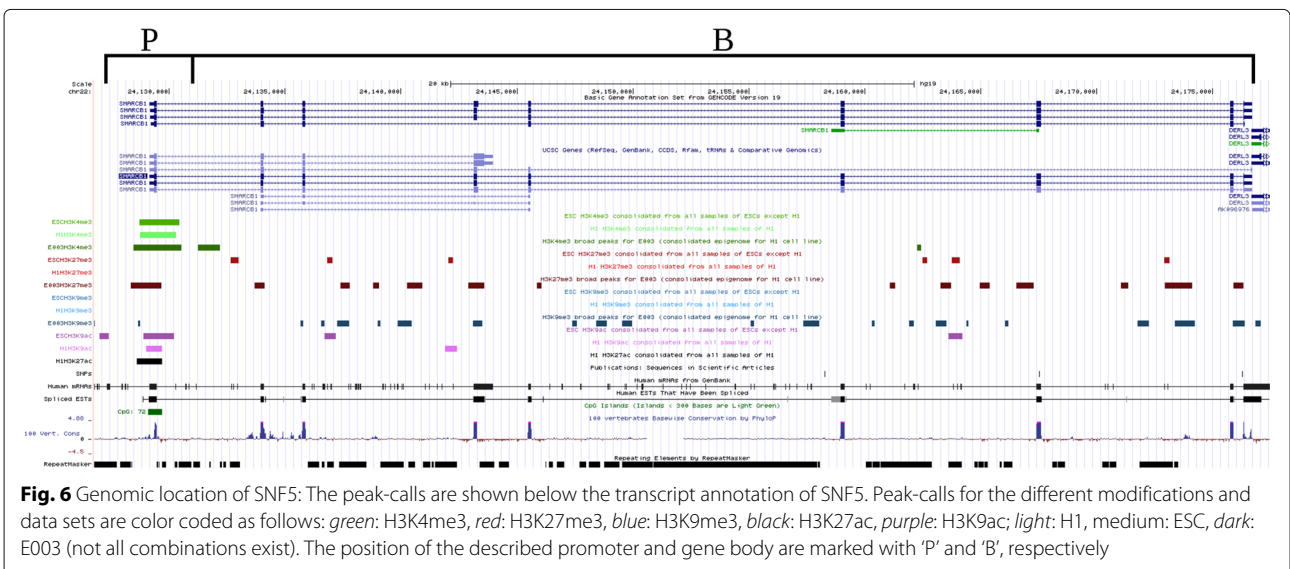 P B
Scale 20 kb hg19
chr22: 24,130,000 24,135,000 24,140,000 24,145,000 24,150,000 24,155,000 24,160,000 24,165,000 24,170,000 24,175,000
Basic Gene Annotation Set from GENCODE Version 19
SMARCB1
SMARCB1
SMARCB1
SMARCB1
SMARCB1 DERL3
DERL3
DERL3
UCSC Genes (RefSeq, GenBank, CCDS, Rfam, tRNAs & Comparative Genomics)
SMARCB1 DERL3
SMARCB1 DERL3
SMARCB1
SMARCB1 DERL3
SMARCB1
SMARCB1
SMARCB1
SMARCB1 DERL3
SMARCB1 DERL3
AK096976
ESC H3K4me3 consolidated from all samples of ESCs except H1
ESCH3K4me3
H1 H3K4me3 consolidated from all samples of H1
H1H3K4me3
H3K4me3 broad peaks for E003 (consolidated epigenome for H1 cell line)
E003H3K4me3
ESC H3K27me3 consolidated from all samples of ESCs except H1
ESCH3K27me3
H1 H3K27me3 consolidated from all samples of H1
H1H3K27me3
H3K27me3 broad peaks for E003 (consolidated epigenome for H1 cell line)
E003H3K27me3
ESC H3K9me3 consolidated from all samples of ESCs except H1
ESCH3K9me3
H1 H3K9me3 consolidated from all samples of H1
H1H3K9me3
H3K9me3 broad peaks for E003 (consolidated epigenome for H1 cell line)
E003H3K9me3
ESC H3K9ac consolidated from all samples of ESCs except H1
ESCH3K9ac
H1 H3K9ac consolidated from all samples of H1
H1H3K9ac
H1 H3K27ac consolidated from all samples of H1
H1H3K27ac
Publications: Sequences in Scientific Articles
SNPs
Human mRNAs from GenBank
Human mRNAs
Human ESTs That Have Been Spliced
Spliced ESTs
CpG Islands (Islands < 300 Bases are Light Green)
CpG: 72
100 vertebrates Basewise Conservation by PhyloP
4.88
100 Vert. Cons
0
-4.5
Repeating Elements by RepeatMasker
RepeatMasker
Fig. 6 Genomic location of SNF5: The peak-calls are shown below the transcript annotation of SNF5. Peak-calls for the different modifications and
data sets are color coded as follows: green: H3K4me3, red: H3K27me3, blue: H3K9me3, black: H3K27ac, purple: H3K9ac; light: H1, medium: ESC, dark:
E003 (not all combinations exist). The position of the described promoter and gene body are marked with ‘P’ and ‘B’, respectively